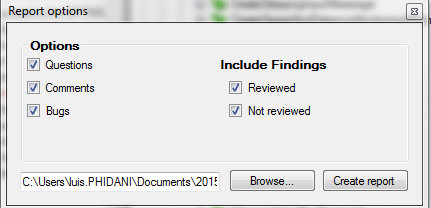 Report options
Options
Questions
Comments
Bugs
Include Findings
Reviewed
Not reviewed
C:\Users\luis.PHIDANI\Documents\2015
Browse...
Create report